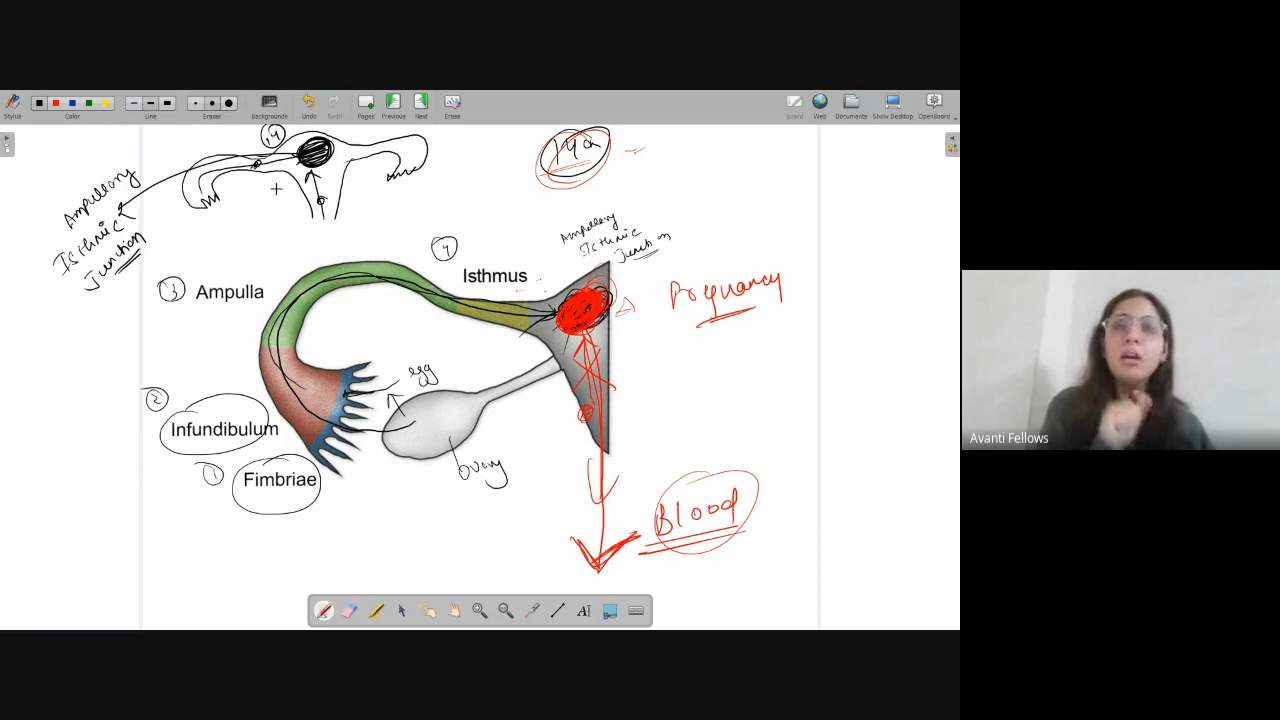 Stylus
Color
Line
Eraser
Backgrounds
Undo
Redo
Pages
Previous
Next
Erase
Board
Web
Documents
Show Desktop
OpenBoard
14
Ampullary
Isthmic
Junction
Ampullary
Isthmic
Junction
4
Isthmus
3
Ampulla
Pregnancy
egg
2
Infundibulum
1
Fimbriae
ovary
Blood
Avanti Fellows